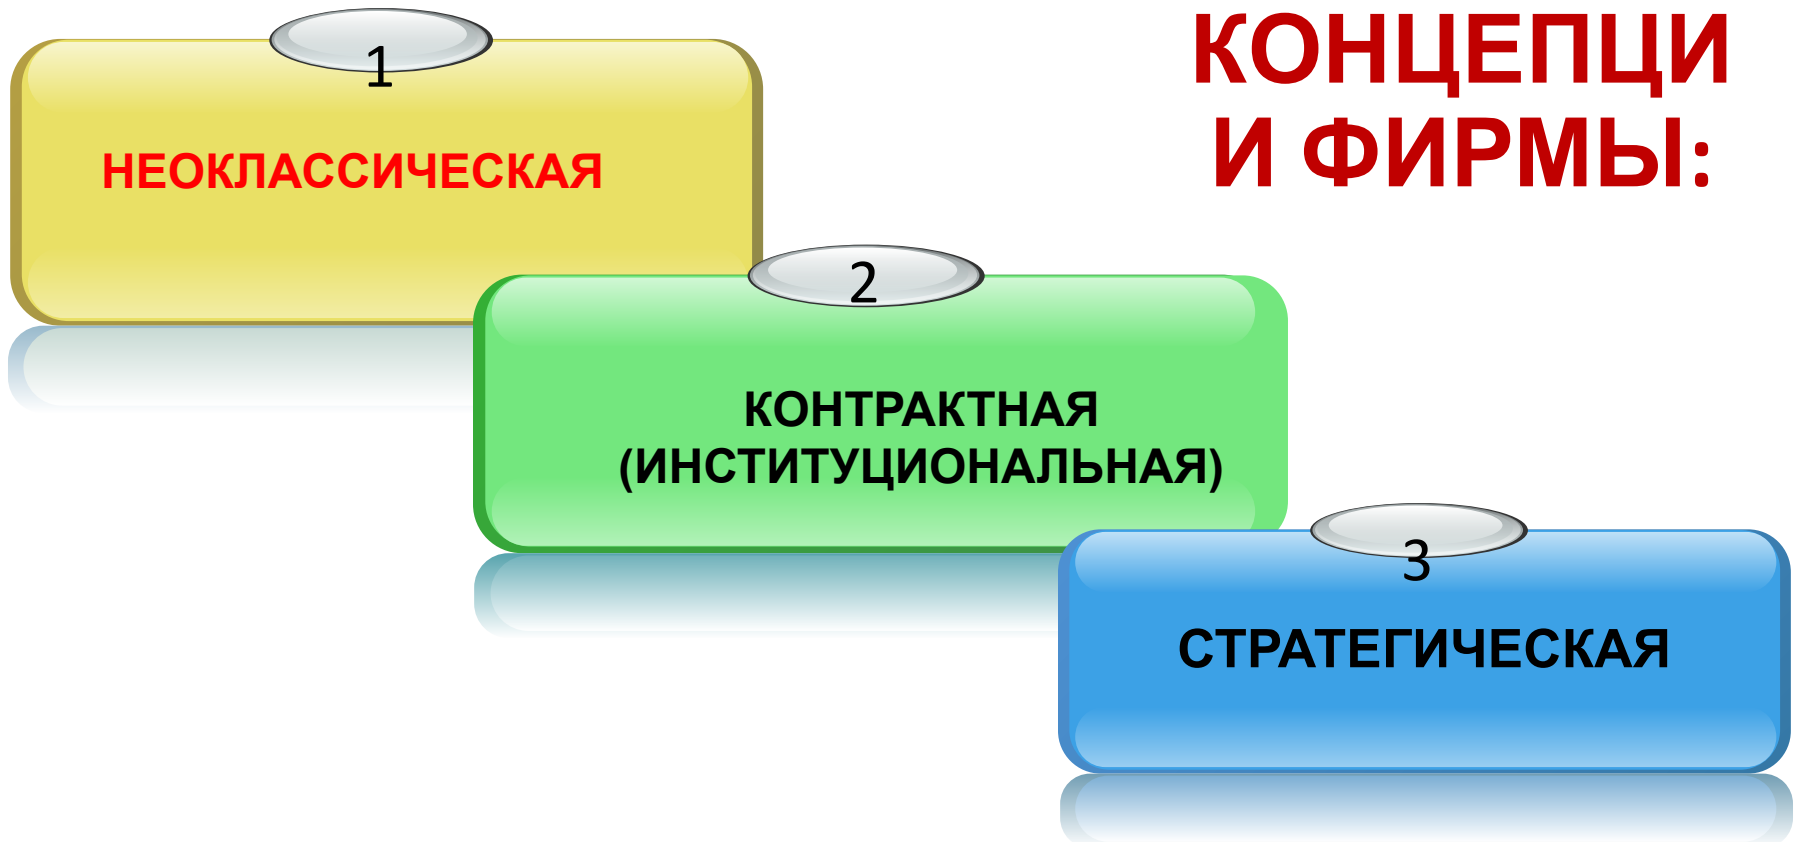 КОНЦЕПЦИ
И ФИРМЫ:
1
НЕОКЛАССИЧЕСКАЯ
2
КОНТРАКТНАЯ
(ИНСТИТУЦИОНАЛЬНАЯ)
3
СТРАТЕГИЧЕСКАЯ